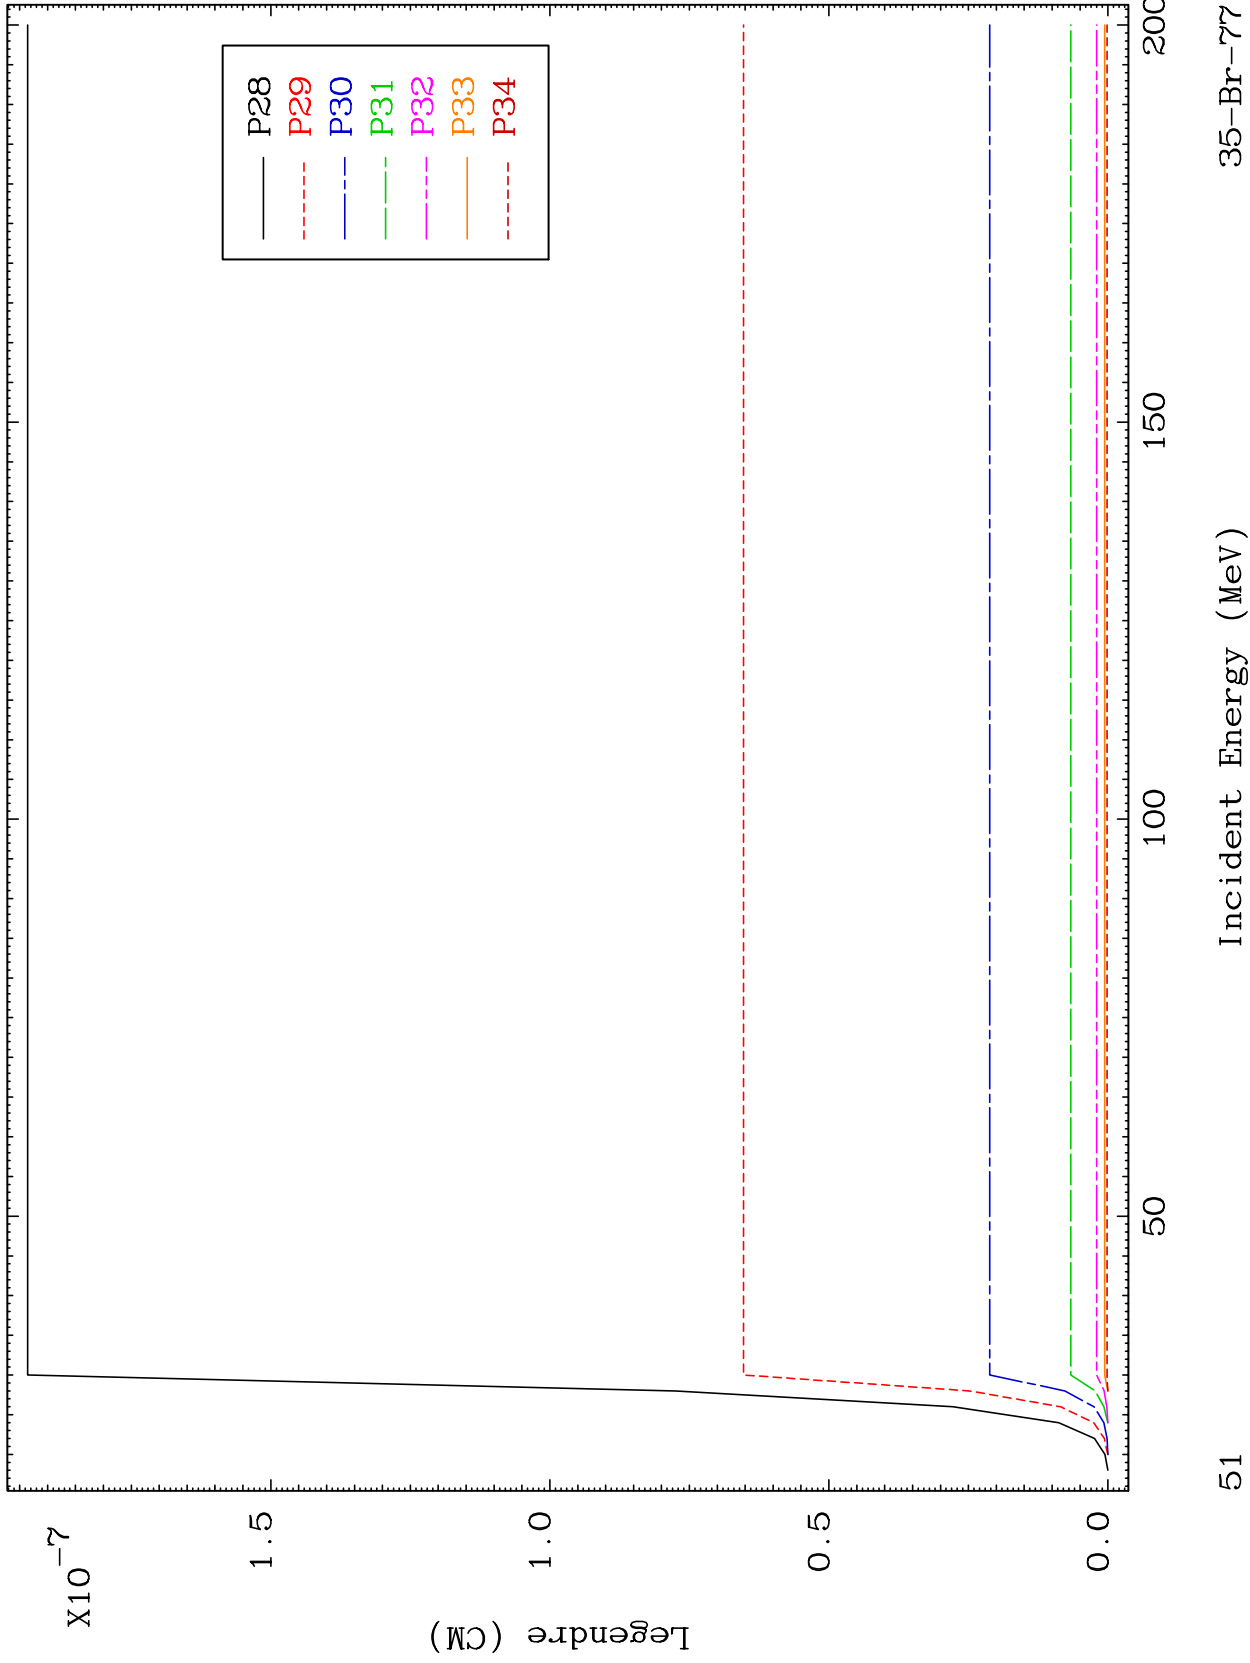 X10^-7
1.5
1.0
0.5
0.0
Legendre (CM)
P28
P29
P30
P31
P32
P33
P34
50
100
150
200
Incident Energy (MeV)
51
35-Br-77